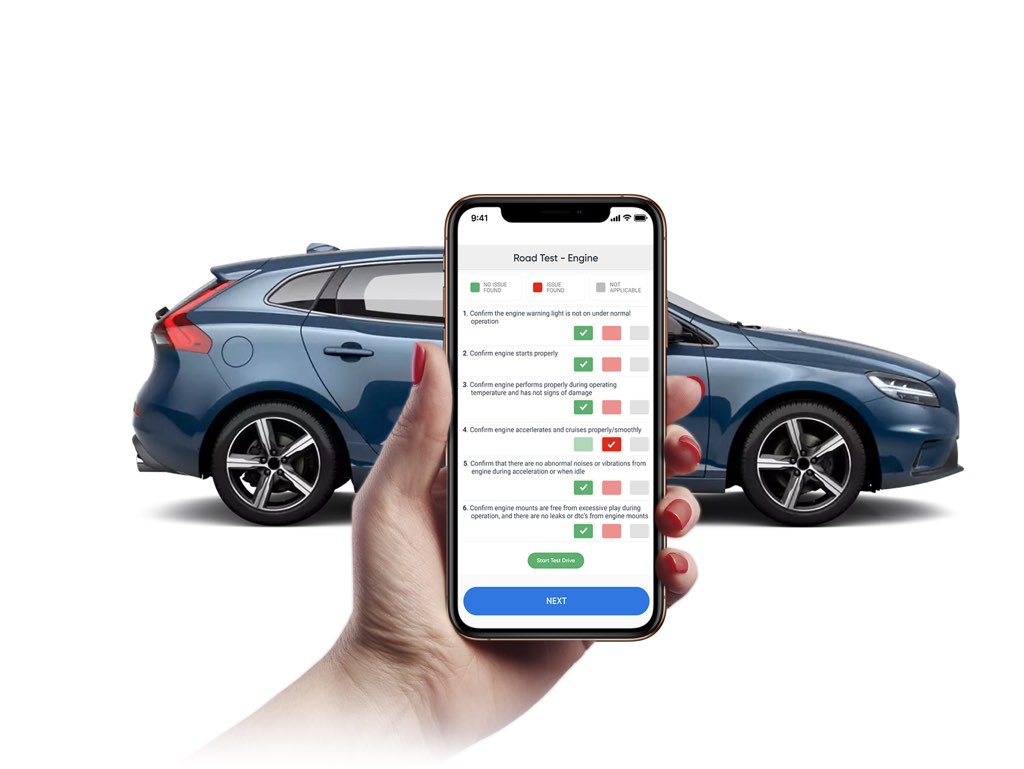 9:41
Road Test - Engine
NO ISSUE
FOUND
ISSUE
FOUND
NOT
APPLICABLE
1. Confirm the engine warning light is not on under normal
operation
2. Confirm engine starts properly
3. Confirm engine performs properly during operating
temperature and has not signs of damage
4. Confirm engine accerlerates and cruises properly/smoothly
5. Confirm that there are no abnormal noises or vibrations from
engine during acceleration or when idle
6. Confirm engine mounts are free from excessive play during
operation, and there are no leaks or dtc's from engine mounts
Start Test Drive
NEXT